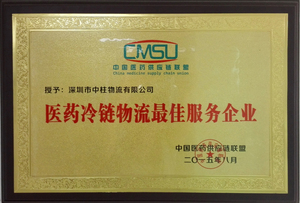 CMSU
中国医药供应链联盟
China medicine supply chain union
授予：深圳市中柱物流有限公司
医药冷链物流最佳服务企业
中国医药供应链联盟
二〇一五年八月